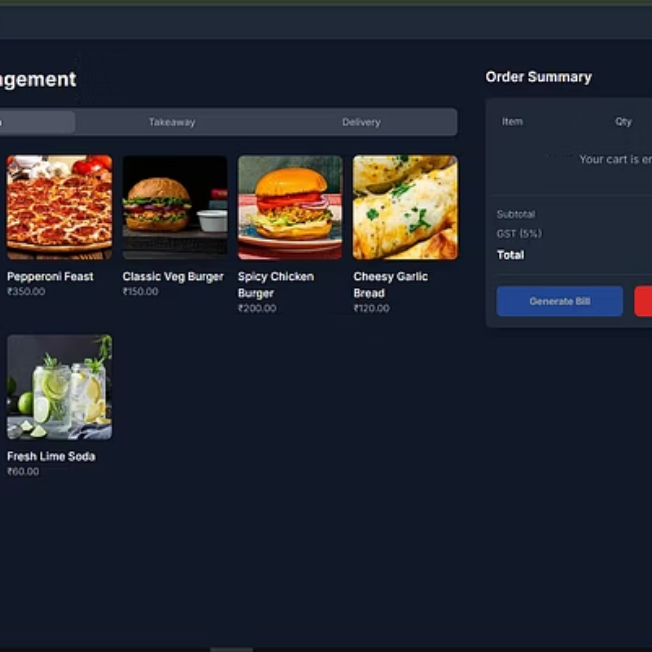 agement
Order Summary
Takeaway
Delivery
Item
Qty
Your cart is e
Pepperoni Feast
₹350.00
Classic Veg Burger
₹150.00
Spicy Chicken
Burger
₹200.00
Cheesy Garlic
Bread
₹120.00
Subtotal
GST (5%)
Total
Generate Bill
Fresh Lime Soda
₹60.00